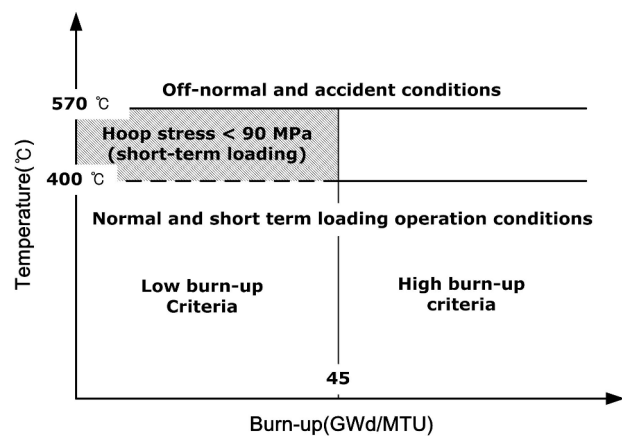 Off-normal and accident conditions
570 ℃
Hoop stress < 90 MPa
(short-term loading)
400 ℃
Normal and short term loading operation conditions
Low burn-up
Criteria
High burn-up
criteria
45
Temperature(℃)
Burn-up(GWd/MTU)